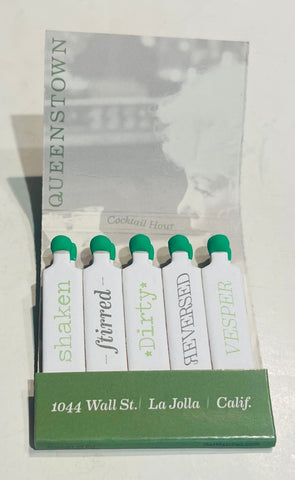 QUEENSTOWN
Cocktail Hour
shaken
Stirred
*Dirty*
REVERSED
VESPER
1044 Wall St. | La Jolla | Calif.